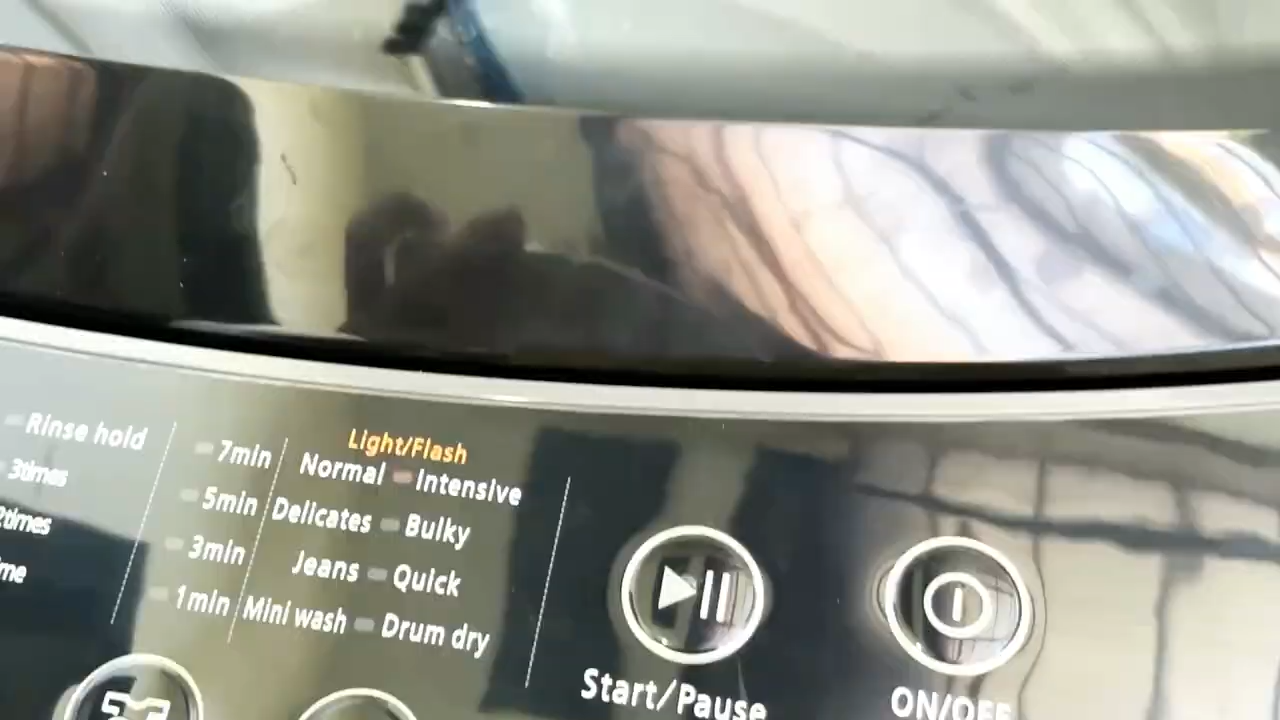 Rinse hold
3times
2times
7min
5min
3min
1min
Light/Flash
Normal Intensive
Delicates Bulky
Jeans Quick
Mini wash Drum dry
Start/Pause
ON/OFF